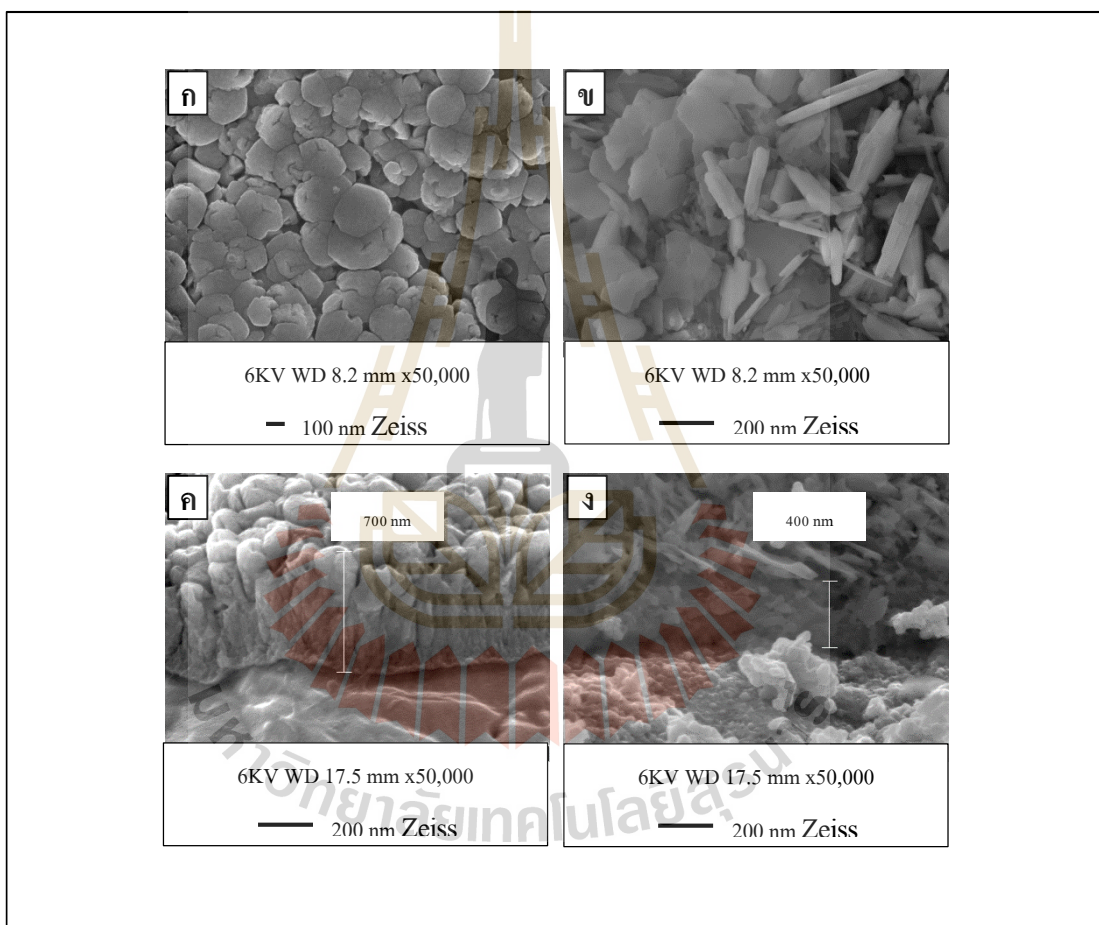 ก
ข
6KV WD 8.2 mm x50,000
100 nm Zeiss
6KV WD 8.2 mm x50,000
200 nm Zeiss
ค
700 nm
ง
400 nm
6KV WD 17.5 mm x50,000
200 nm Zeiss
6KV WD 17.5 mm x50,000
200 nm Zeiss
มหาวิทยาลัยเทคโนโลยีสุรนารี